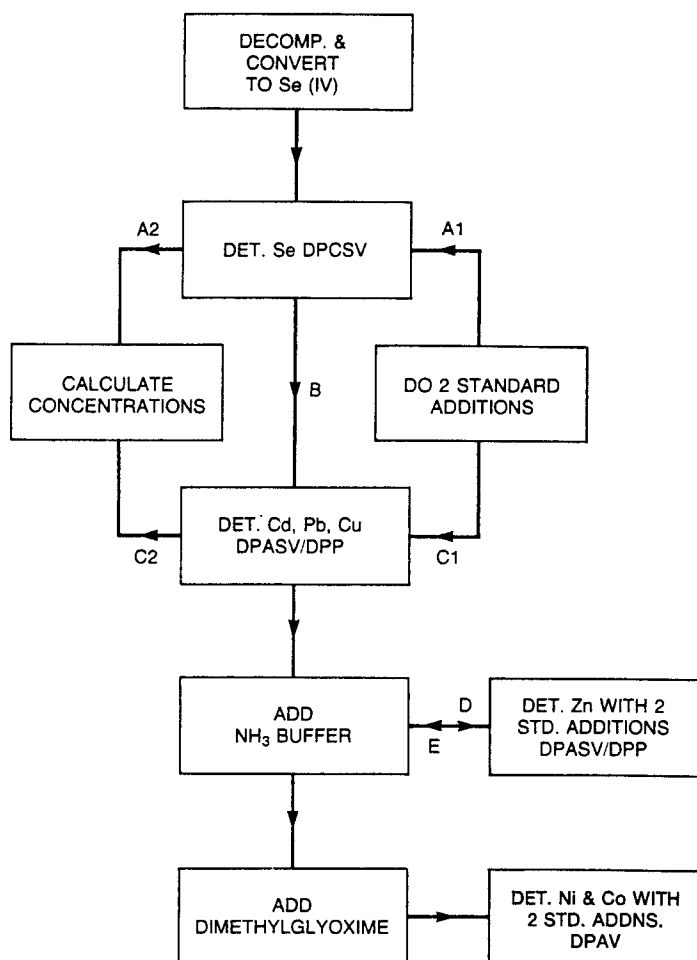 DECOMP. &
CONVERT
TO Se (IV)
A2
A1
DET. Se DPCSV
CALCULATE
CONCENTRATIONS
B
DO 2 STANDARD
ADDITIONS
DET. Cd, Pb, Cu
DPASV/DPP
C2
C1
ADD
NH₃ BUFFER
D
E
DET. Zn WITH 2
STD. ADDITIONS
DPASV/DPP
ADD
DIMETHYLGLYOXIME
DET. Ni & Co WITH
2 STD. ADDNS.
DPAV